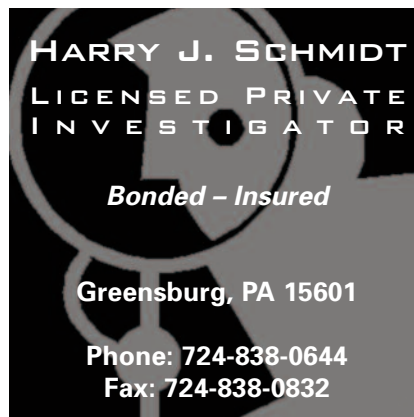 HARRY J. SCHMIDT
LICENSED PRIVATE
INVESTIGATOR
Bonded – Insured
Greensburg, PA 15601
Phone: 724-838-0644
Fax: 724-838-0832